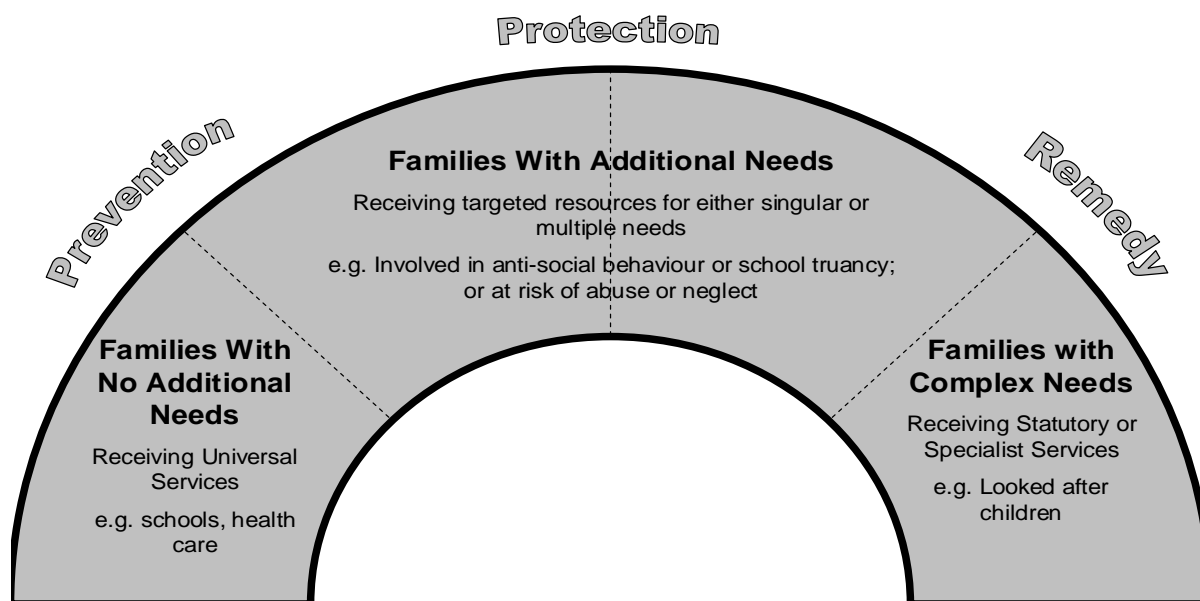 Protection
Prevention
Remedy
Families With Additional Needs
Receiving targeted resources for either singular or
multiple needs
e.g. Involved in anti-social behaviour or school truancy;
or at risk of abuse or neglect
Families With
No Additional
Needs
Receiving Universal
Services
e.g. schools, health
care
Families with
Complex Needs
Receiving Statutory or
Specialist Services
e.g. Looked after
children